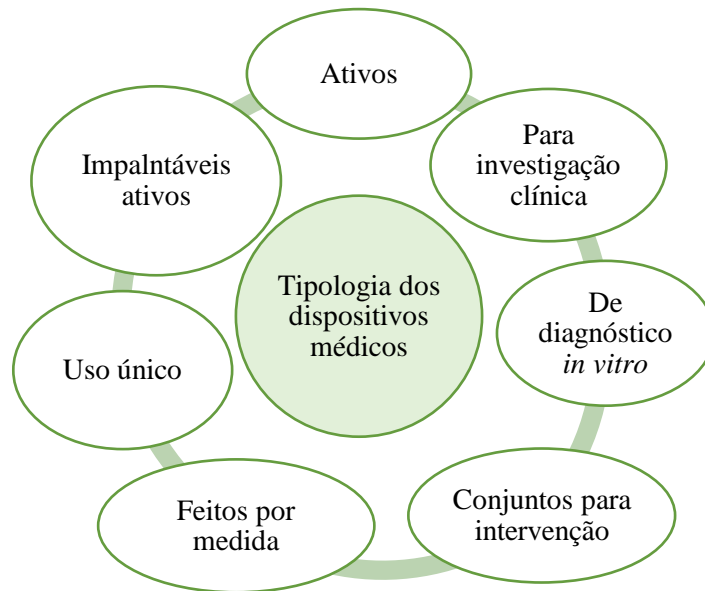 Ativos
Para
investigação
clínica
De
diagnóstico
in vitro
Conjuntos para
intervenção
Feitos por
medida
Uso único
Impalntáveis
ativos
Tipologia dos
dispositivos
médicos